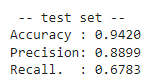 -- test set --
Accuracy : 0.9420
Precision: 0.8899
Recall.  : 0.6783